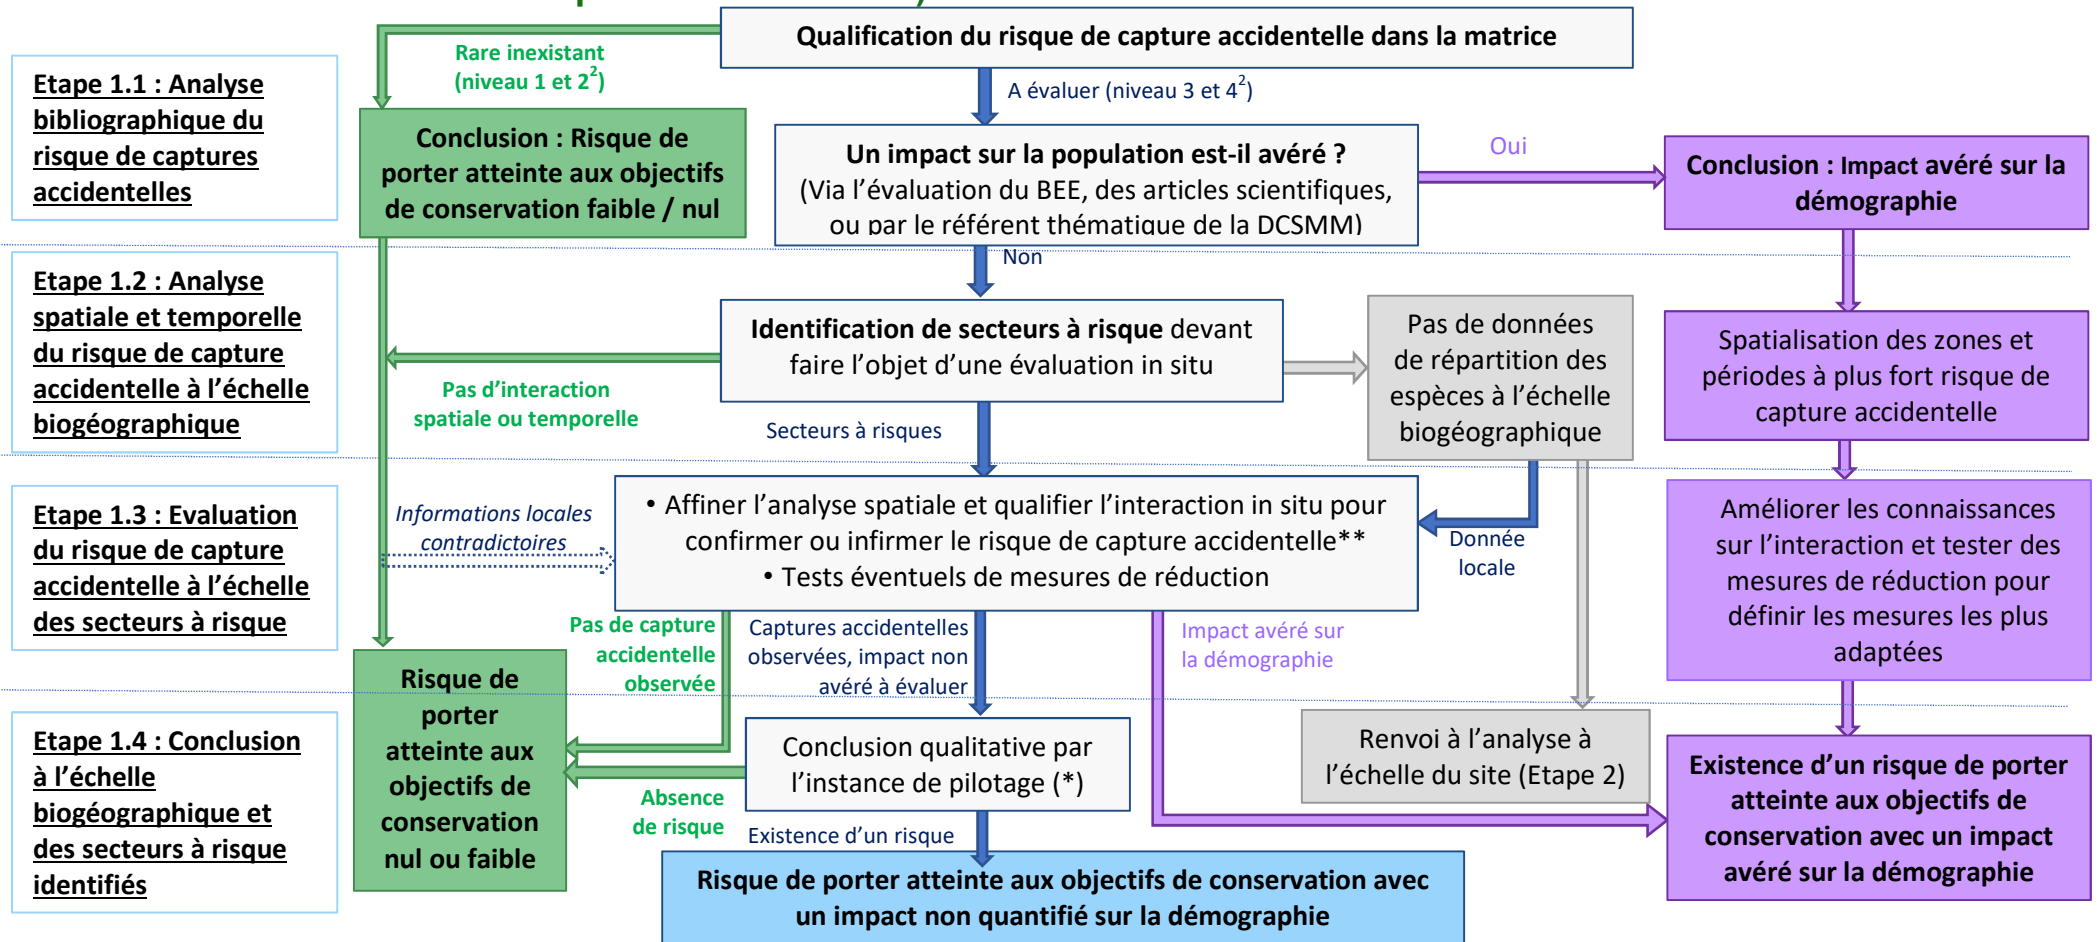 Qualification du risque de capture accidentelle dans la matrice
Rare inexistant
(niveau 1 et 2²)
A évaluer (niveau 3 et 4²)
Etape 1.1 : Analyse
bibliographique du
risque de captures
accidentelles
Conclusion : Risque de
porter atteinte aux objectifs
de conservation faible / nul
Un impact sur la population est-il avéré ?
(Via l’évaluation du BEE, des articles scientifiques,
ou par le référent thématique de la DCSMM)
Oui
Conclusion : Impact avéré sur la
démographie
Non
Etape 1.2 : Analyse
spatiale et temporelle
du risque de capture
accidentelle à l’échelle
biogéographique
Identification de secteurs à risque devant
faire l’objet d’une évaluation in situ
Pas d’interaction
spatiale ou temporelle
Secteurs à risques
Pas de données
de répartition des
espèces à l’échelle
biogéographique
Spatialisation des zones et
périodes à plus fort risque de
capture accidentelle
Etape 1.3 : Evaluation
du risque de capture
accidentelle à l’échelle
des secteurs à risque
Informations locales
contradictoires
• Affiner l’analyse spatiale et qualifier l’interaction in situ pour
confirmer ou infirmer le risque de capture accidentelle**
• Tests éventuels de mesures de réduction
Donnée
locale
Améliorer les connaissances
sur l’interaction et tester des
mesures de réduction pour
définir les mesures les plus
adaptées
Pas de capture
accidentelle
observée
Captures accidentelles
observées, impact non
avéré à évaluer
Impact avéré sur
la démographie
Etape 1.4 : Conclusion
à l’échelle
biogéographique et
des secteurs à risque
identifiés
Risque de
porter
atteinte aux
objectifs de
conservation
nul ou faible
Absence
de risque
Conclusion qualitative par
l’instance de pilotage (*)
Existence d’un risque
Renvoi à l’analyse à
l’échelle du site (Etape 2)
Existence d’un risque de porter
atteinte aux objectifs de
conservation avec un impact
avéré sur la démographie
Risque de porter atteinte aux objectifs de conservation avec
un impact non quantifié sur la démographie